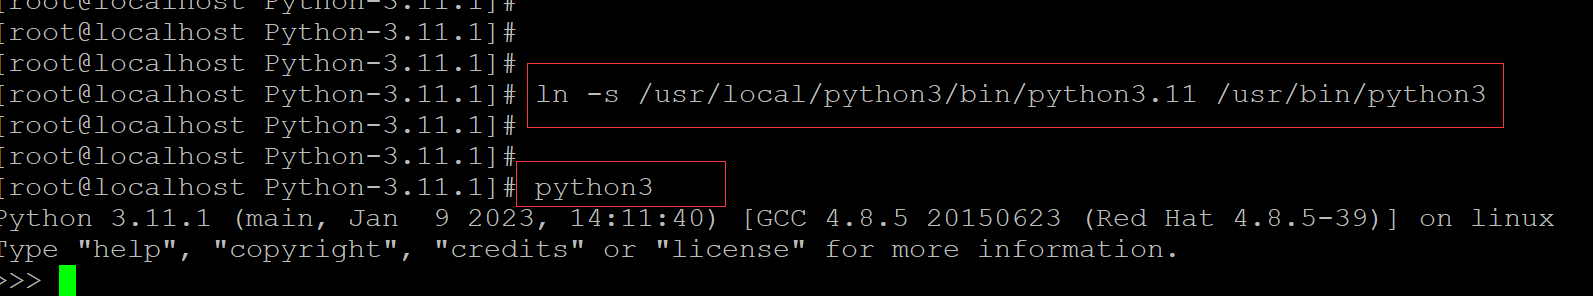 [root@localhost Python-3.11.1]#
[root@localhost Python-3.11.1]#
[root@localhost Python-3.11.1]#
[root@localhost Python-3.11.1]# ln -s /usr/local/python3/bin/python3.11 /usr/bin/python3
[root@localhost Python-3.11.1]#
[root@localhost Python-3.11.1]#
[root@localhost Python-3.11.1]# python3
Python 3.11.1 (main, Jan  9 2023, 14:11:40) [GCC 4.8.5 20150623 (Red Hat 4.8.5-39)] on linux
Type "help", "copyright", "credits" or "license" for more information.
>>>